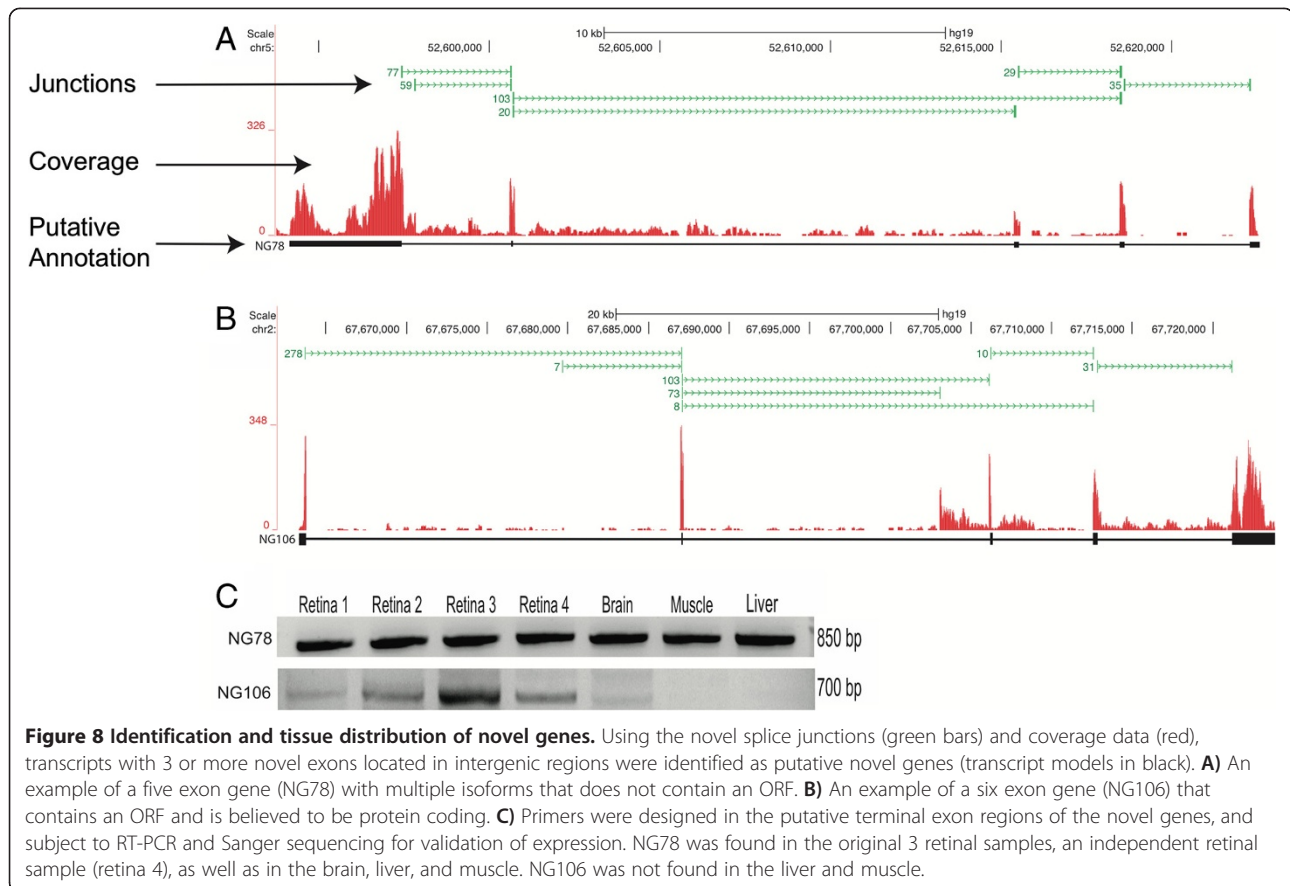 A
Scale
10 kb
hg19
chr5:
52,600,000
52,605,000
52,610,000
52,615,000
52,620,000
Junctions
77
29
59
35
103
20
326
Coverage
0
Putative
Annotation
NG78
B
Scale
20 kb
hg19
chr2:
67,670,000
67,675,000
67,680,000
67,685,000
67,690,000
67,695,000
67,700,000
67,705,000
67,710,000
67,715,000
67,720,000
278
10
7
31
103
73
8
348
0
NG106
C
Retina 1 Retina 2 Retina 3 Retina 4 Brain Muscle Liver
NG78
850 bp
NG106
700 bp
Figure 8 Identification and tissue distribution of novel genes. Using the novel splice junctions (green bars) and coverage data (red),
transcripts with 3 or more novel exons located in intergenic regions were identified as putative novel genes (transcript models in black). A) An
example of a five exon gene (NG78) with multiple isoforms that does not contain an ORF. B) An example of a six exon gene (NG106) that
contains an ORF and is believed to be protein coding. C) Primers were designed in the putative terminal exon regions of the novel genes, and
subject to RT-PCR and Sanger sequencing for validation of expression. NG78 was found in the original 3 retinal samples, an independent retinal
sample (retina 4), as well as in the brain, liver, and muscle. NG106 was not found in the liver and muscle.